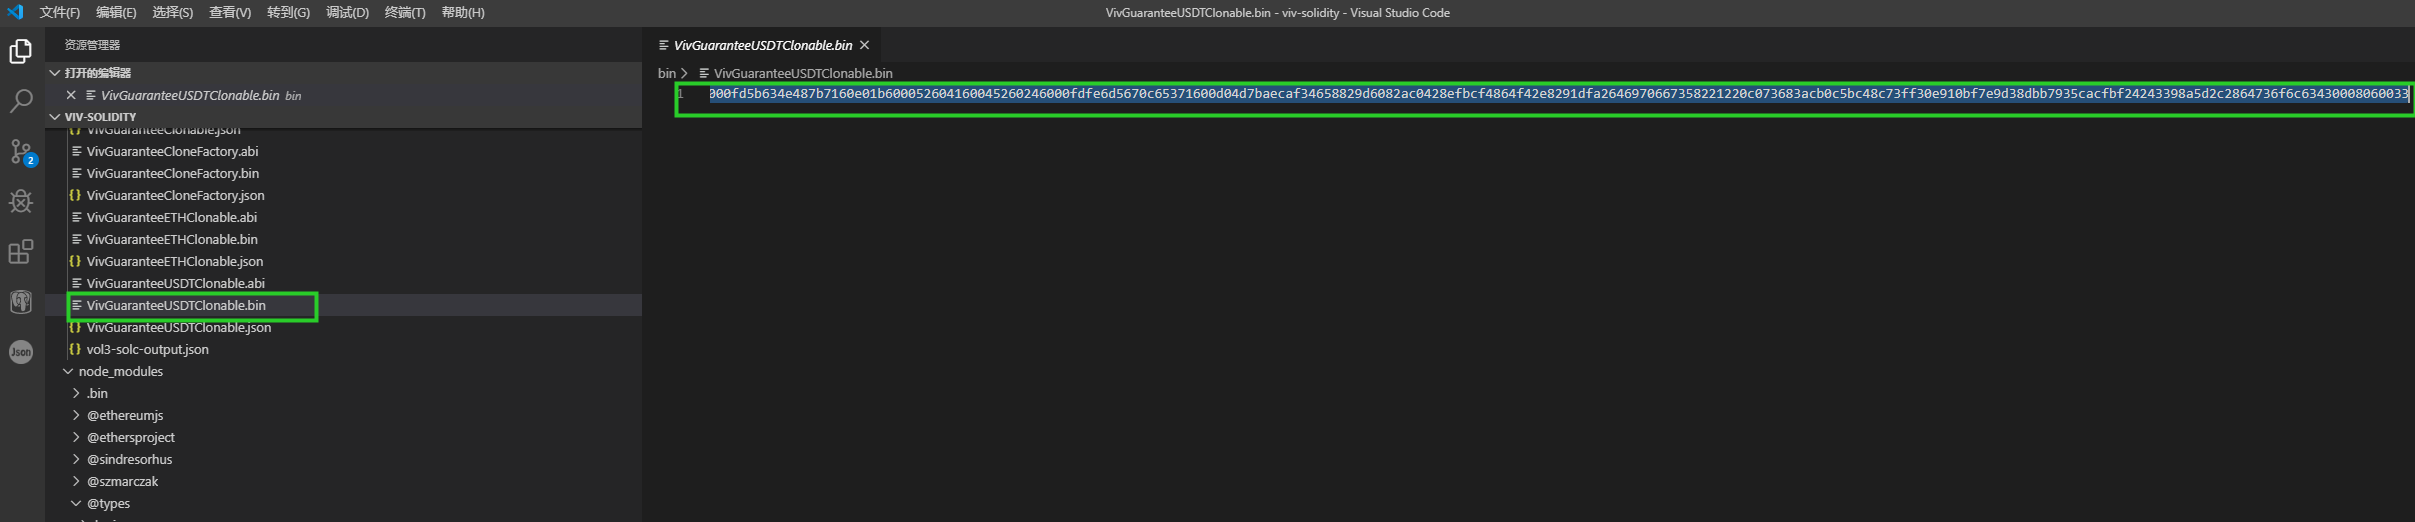 文件(F) 编辑(E) 选择(S) 查看(V) 转到(G) 调试(D) 终端(T) 帮助(H) VivGuaranteeUSDTClonable.bin - viv-solidity - Visual Studio Code
资源管理器
打开的编辑器
VivGuaranteeUSDTClonable.bin bin
VIV-SOLIDITY
VivGuaranteeClonable.json
VivGuaranteeCloneFactory.abi
VivGuaranteeCloneFactory.bin
VivGuaranteeCloneFactory.json
VivGuaranteeETHClonable.abi
VivGuaranteeETHClonable.bin
VivGuaranteeETHClonable.json
VivGuaranteeUSDTClonable.abi
VivGuaranteeUSDTClonable.bin
VivGuaranteeUSDTClonable.json
vol3-solc-output.json
node_modules
.bin
@ethereumjs
@ethersproject
@sindresorhus
@szmarczak
@types
2
Json
VivGuaranteeUSDTClonable.bin
bin > VivGuaranteeUSDTClonable.bin
1 000fd5b634e487b7160e01b600052604160045260246000fdfe6d5670c65371600d04d7baecaf34658829d6082ac0428efbcf4864f42e8291dfa2646970667358221220c073683acb0c5bc48c73ff30e910bf7e9d38dbb7935cacfbf24243398a5d2c2864736f6c63430008060033